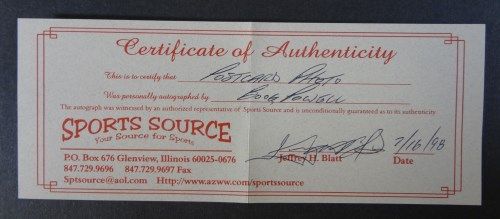 Certificate of Authenticity
This is to certify that Postcard Photo
Was personally autographed by Boog Powell
The autograph was witnessed by an authorized representative of Sports Source and is unconditionally guaranteed as to its authenticity.
SPORTS SOURCE
Your Source for Sports
P.O. Box 676 Glenview, Illinois 60025-0676
847.729.9696 847.729.9697 Fax
Sptsource@aol.com Http://www.azww.com/sportssource
7/16/98
Jeffrey H. Blatt Date